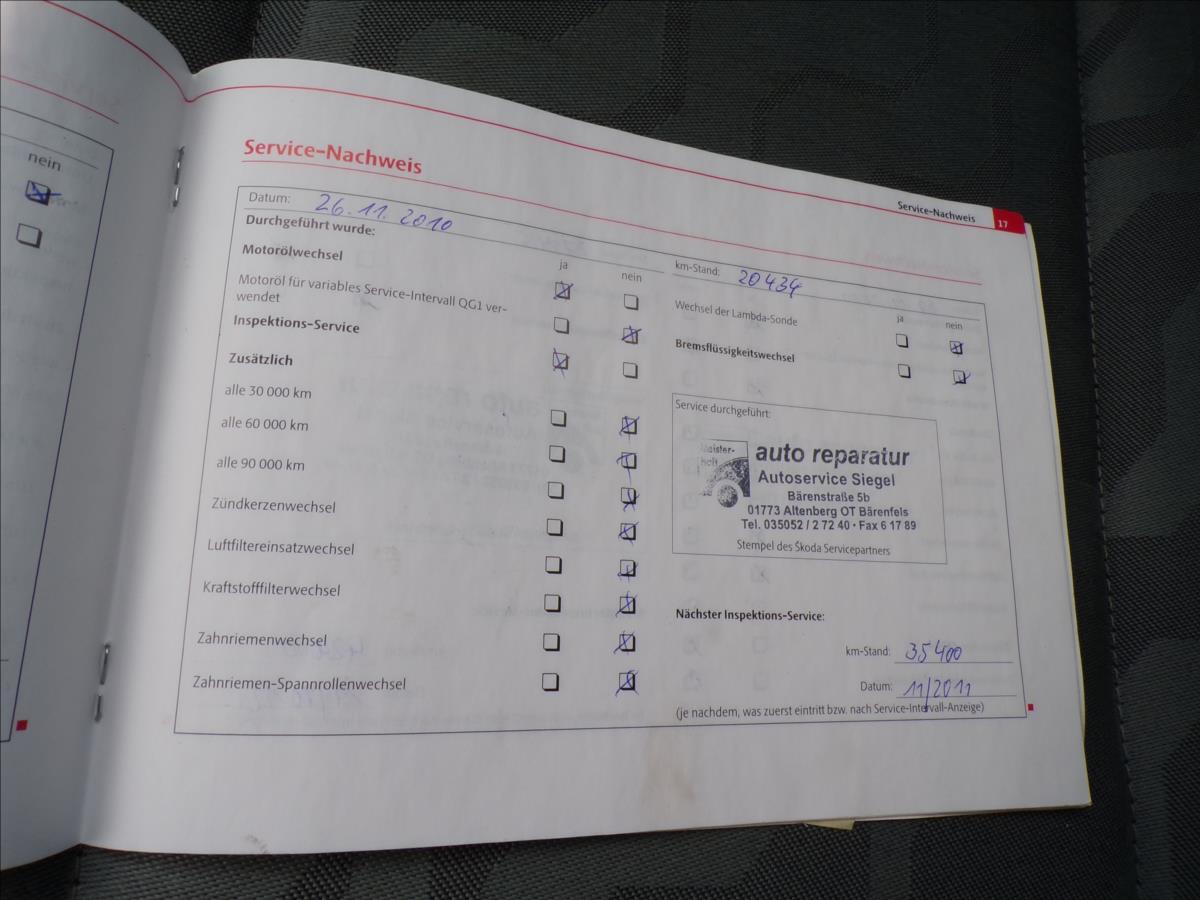 nein
Service-Nachweis
Service-Nachweis 17
Datum: 26.11.2010
Durchgeführt wurde:
ja nein
Motorölwechsel
Motoröl für variables Service-Intervall QG1 ver-
wendet
Inspektions-Service
Zusätzlich
alle 30 000 km
alle 60 000 km
alle 90 000 km
Zündkerzenwechsel
Luftfiltereinsatzwechsel
Kraftstofffilterwechsel
Zahnriemenwechsel
Zahnriemen-Spannrollenwechsel
km-Stand: 20434
ja nein
Wechsel der Lambda-Sonde
Bremsflüssigkeitswechsel
Service durchgeführt:
Meister-
haft
auto reparatur
Autoservice Siegel
Bärenstraße 5b
01773 Altenberg OT Bärenfels
Tel. 035052 / 2 72 40 · Fax 6 17 89
Stempel des Škoda Servicepartners
Nächster Inspektions-Service:
km-Stand: 35400
Datum: 11/2011
(je nachdem, was zuerst eintritt bzw. nach Service-Intervall-Anzeige)